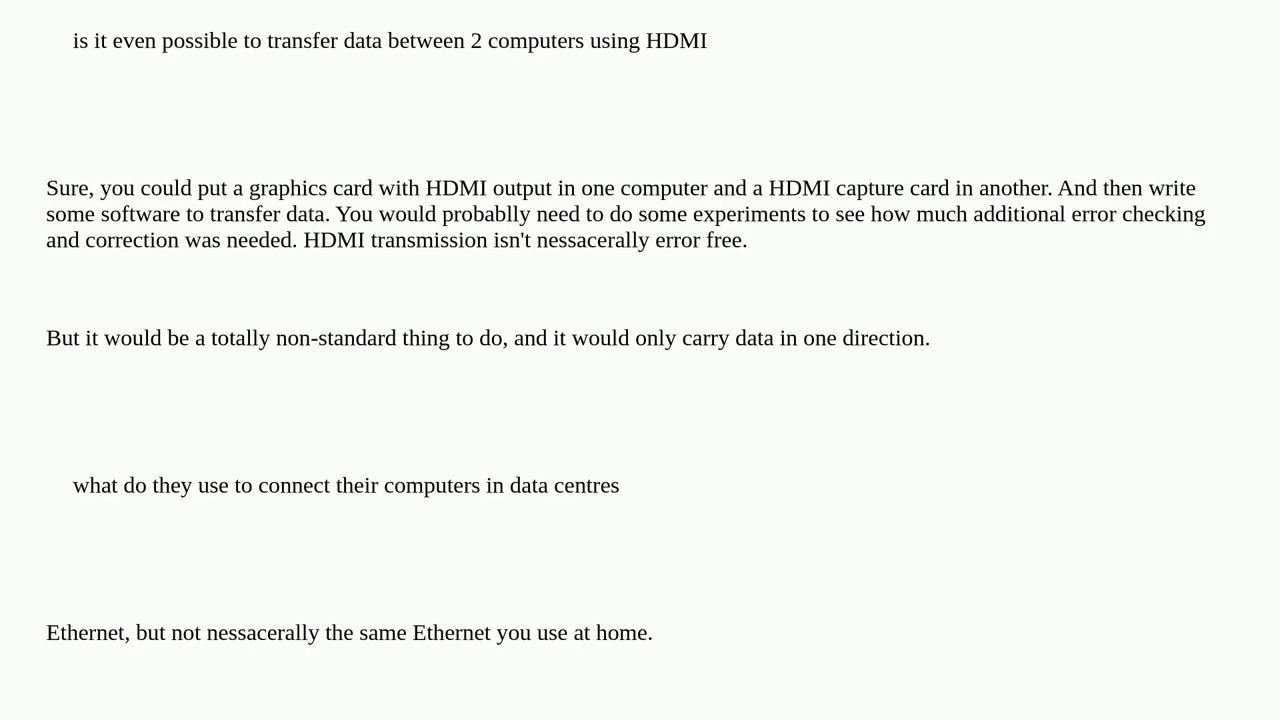 is it even possible to transfer data between 2 computers using HDMI
Sure, you could put a graphics card with HDMI output in one computer and a HDMI capture card in another. And then write
some software to transfer data. You would probablly need to do some experiments to see how much additional error checking
and correction was needed. HDMI transmission isn't nessacerally error free.
But it would be a totally non-standard thing to do, and it would only carry data in one direction.
what do they use to connect their computers in data centres
Ethernet, but not nessacerally the same Ethernet you use at home.